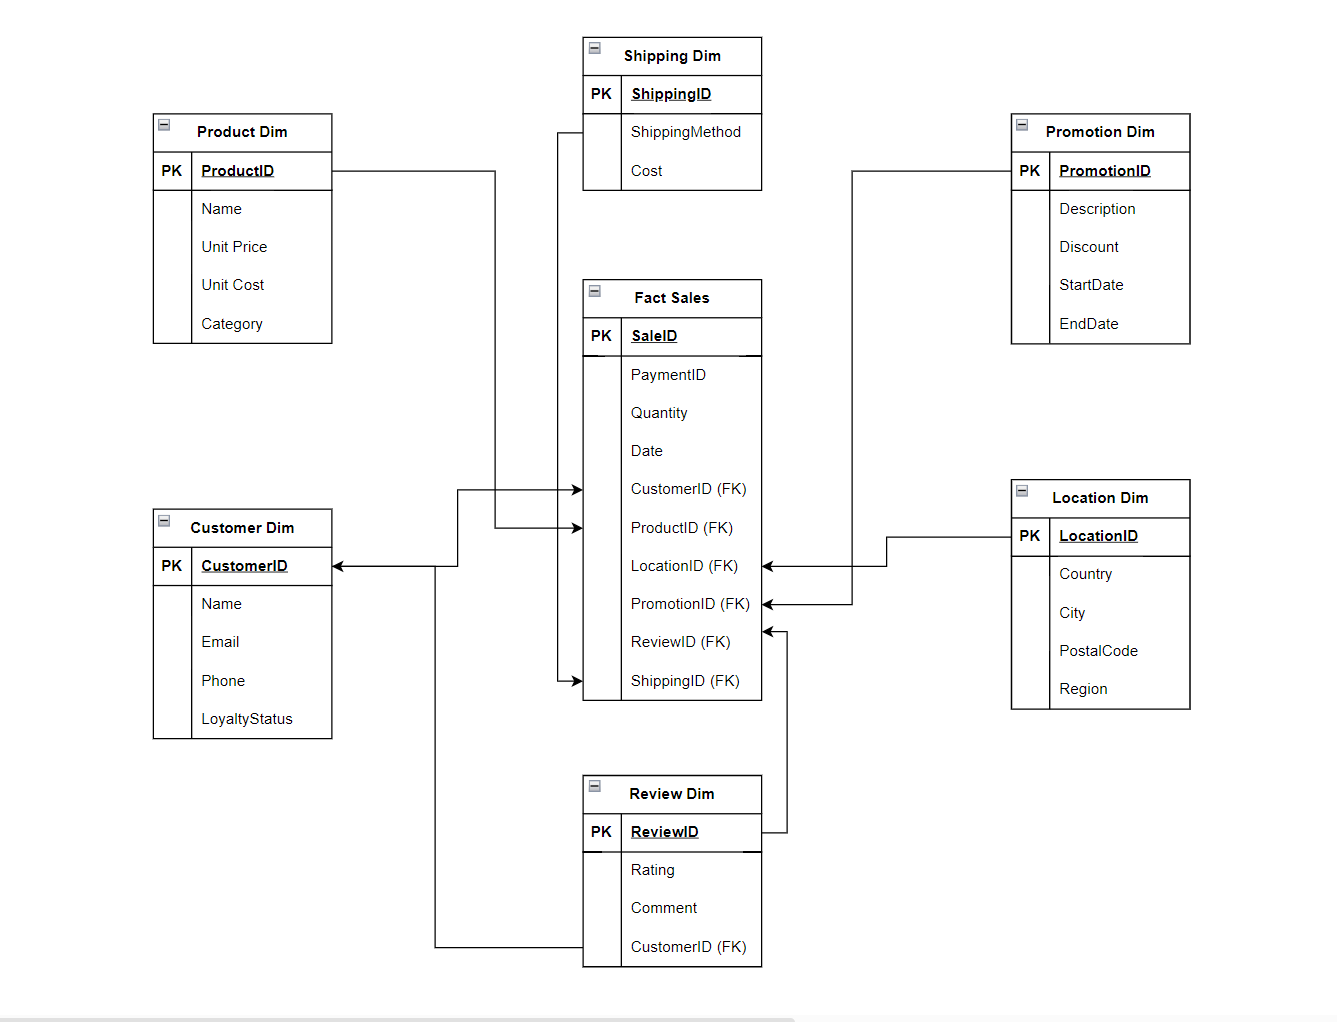 Shipping Dim
PK ShippingID
ShippingMethod
Cost
Product Dim
PK ProductID
Name
Unit Price
Unit Cost
Category
Promotion Dim
PK PromotionID
Description
Discount
StartDate
EndDate
Fact Sales
PK SaleID
PaymentID
Quantity
Date
CustomerID (FK)
ProductID (FK)
LocationID (FK)
PromotionID (FK)
ReviewID (FK)
ShippingID (FK)
Customer Dim
PK CustomerID
Name
Email
Phone
LoyaltyStatus
Location Dim
PK LocationID
Country
City
PostalCode
Region
Review Dim
PK ReviewID
Rating
Comment
CustomerID (FK)